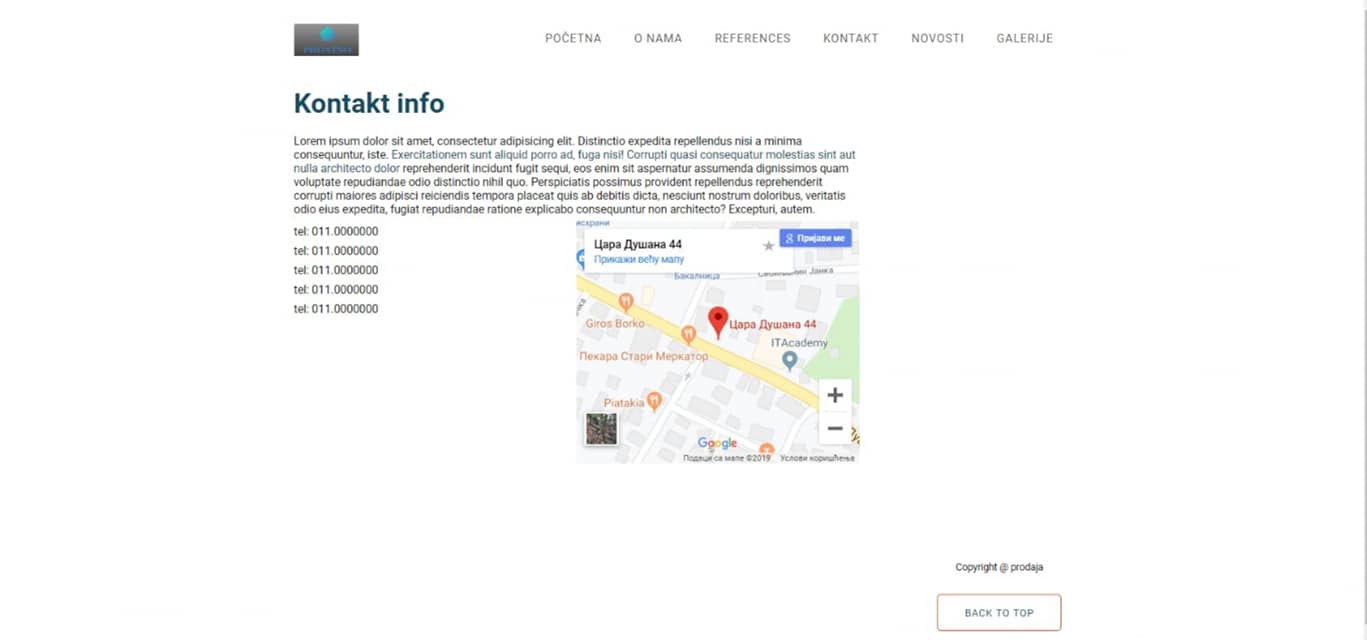 POČETNA O NAMA REFERENCES KONTAKT NOVOSTI GALERIJE
Kontakt info
Lorem ipsum dolor sit amet, consectetur adipisicing elit. Distinctio expedita repellendus nisi a minima
consequuntur, iste. Exercitationem sunt aliquid porro ad, fuga nisi! Corrupti quasi consequatur molestias sint aut
nulla architecto dolor reprehenderit incidunt fugit sequi, eos enim sit aspernatur assumenda dignissimos quam
voluptate repudiandae odio distinctio nihil quo. Perspiciatis possimus provident repellendus reprehenderit
corrupti maiores adipisci reiciendis tempora placeat quis ab debitis dicta, nesciunt nostrum doloribus, veritatis
odio eius expedita, fugiat repudiandae ratione explicabo consequuntur non architecto? Excepturi, autem.
tel: 011.0000000
tel: 011.0000000
tel: 011.0000000
tel: 011.0000000
tel: 011.0000000
Цара Душана 44
Прикажи већу мапу
Пријави ме
Бакалница
Јанка
Giros Borko
Цара Душана 44
ITAcademy
Пекара Стари Меркатор
Piatakia
Google
Подаци са мапе ©2019 Услови коришћења
Copyright @ prodaja
BACK TO TOP